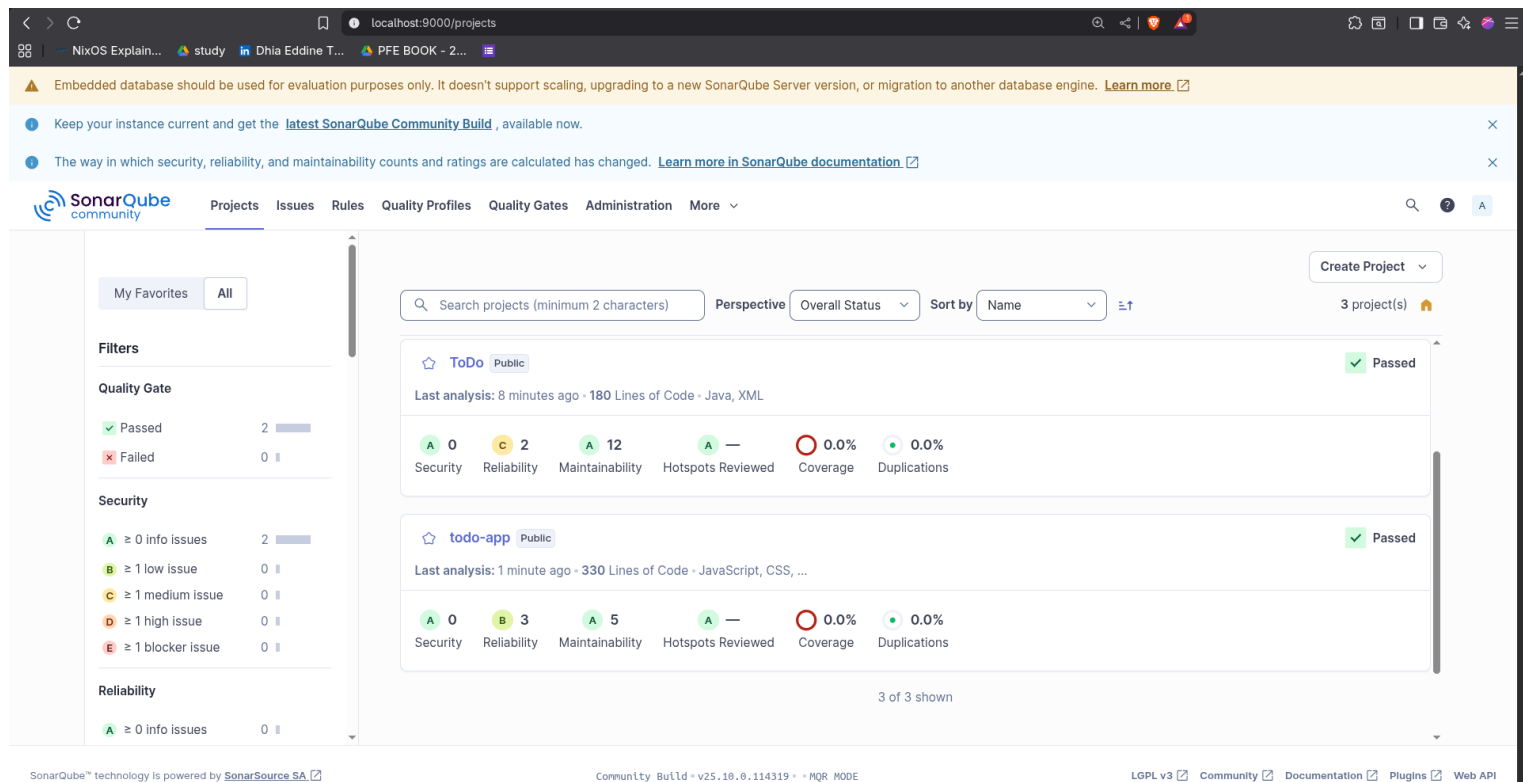 localhost:9000/projects
1
NixOS Explain... study Dhia Eddine T... PFE BOOK - 2...
Embedded database should be used for evaluation purposes only. It doesn't support scaling, upgrading to a new SonarQube Server version, or migration to another database engine. Learn more
Keep your instance current and get the latest SonarQube Community Build , available now.
The way in which security, reliability, and maintainability counts and ratings are calculated has changed. Learn more in SonarQube documentation
SonarQube
community
Projects Issues Rules Quality Profiles Quality Gates Administration More
? A
My Favorites All
Filters
Quality Gate
Passed 2
Failed 0
Security
A ≥ 0 info issues 2
B ≥ 1 low issue 0
C ≥ 1 medium issue 0
D ≥ 1 high issue 0
E ≥ 1 blocker issue 0
Reliability
A ≥ 0 info issues 0
Create Project
Search projects (minimum 2 characters) Perspective Overall Status Sort by Name 3 project(s)
ToDo Public Passed
Last analysis: 8 minutes ago • 180 Lines of Code • Java, XML
A 0 C 2 A 12 A — 0.0% 0.0%
Security Reliability Maintainability Hotspots Reviewed Coverage Duplications
todo-app Public Passed
Last analysis: 1 minute ago • 330 Lines of Code • JavaScript, CSS, ...
A 0 B 3 A 5 A — 0.0% 0.0%
Security Reliability Maintainability Hotspots Reviewed Coverage Duplications
3 of 3 shown
SonarQube™ technology is powered by SonarSource SA
Community Build • v25.10.0.114319 • • MQR MODE
LGPL v3 Community Documentation Plugins Web API